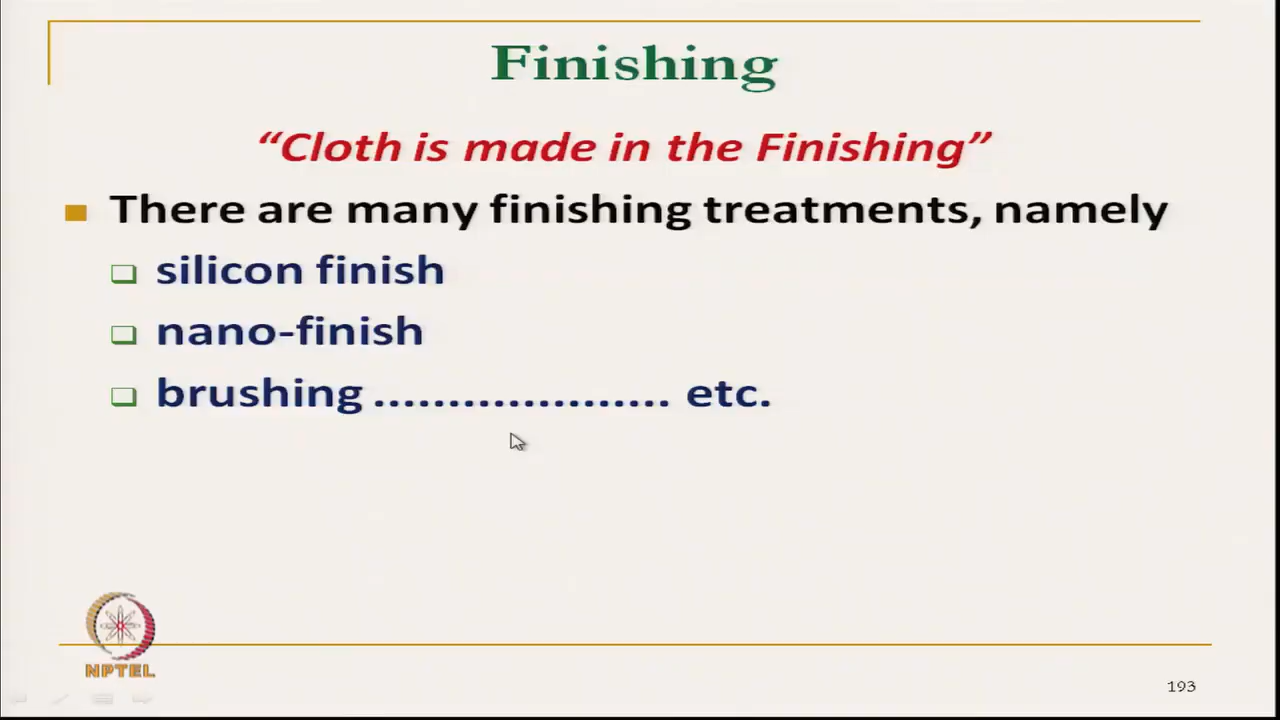 Finishing
“Cloth is made in the Finishing”
There are many finishing treatments, namely
silicon finish
nano-finish
brushing .................... etc.
NPTEL
193